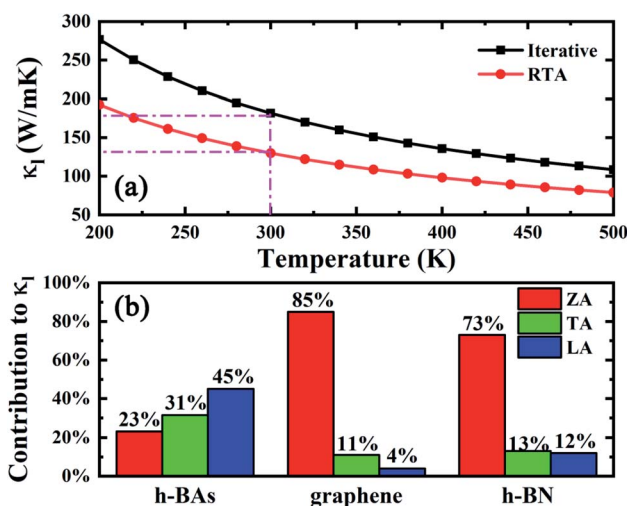 300
250
200
150
100
50
κl (W/mK)
Iterative
RTA
(a)
200 250 300 350 400 450 500
Temperature (K)
100%
80%
60%
40%
20%
0%
Contribution to κl
(b)
ZA
TA
LA
23% 31% 45%
85% 11% 4%
73% 13% 12%
h-BAs graphene h-BN